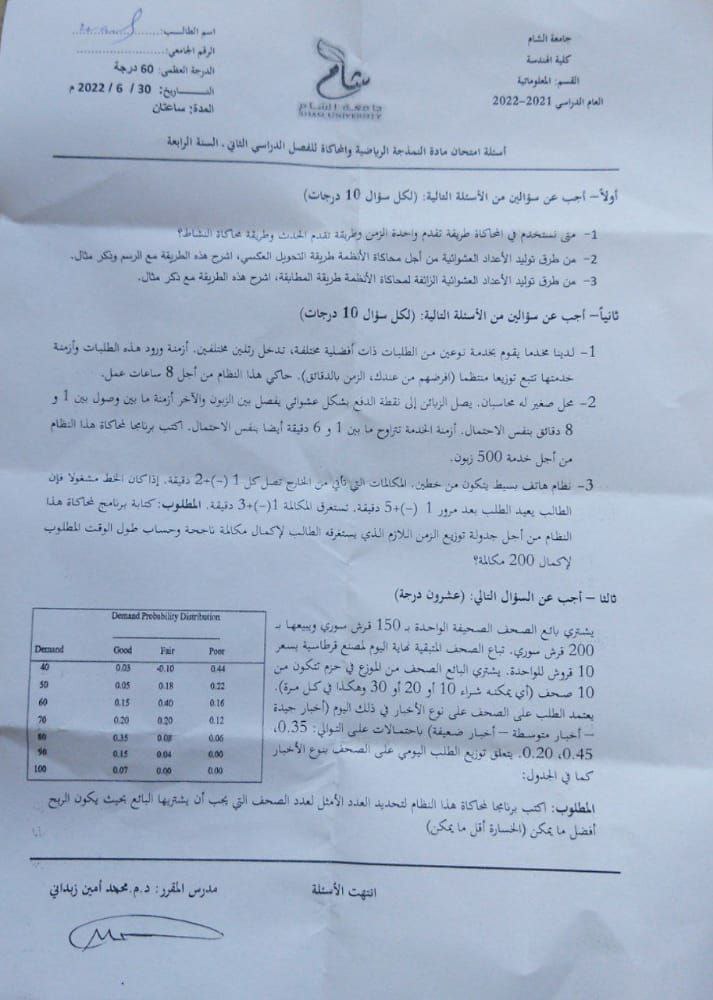 جامعة الشام
كلية الهندسة
القسم: المعلوماتية
العام الدراسي 2021-2022
شام
جامعة الشام
SHAM UNIVERSITY
اسم الطالب:
الرقم الجامعي:
الدرجة العظمى: 60 درجة
التاريخ: 30 / 6 / 2022 م
المدة: ساعتان
أسئلة امتحان مادة النمذجة الرياضية والمحاكاة للفصل الدراسي الثاني - السنة الرابعة
أولاً- أجب عن سؤالين من الأسئلة التالية: (لكل سؤال 10 درجات)
1- متى نستخدم في المحاكاة طريقة تقدم واحدة الزمن وطريقة تقدم الحدث وطريقة محاكاة النشاط؟
2- من طرق توليد الأعداد العشوائية من أجل محاكاة الأنظمة طريقة التحويل العكسي، اشرح هذه الطريقة مع الرسم وذكر مثال.
3- من طرق توليد الأعداد العشوائية الزائفة لمحاكاة الأنظمة طريقة المطابقة، اشرح هذه الطريقة مع ذكر مثال.
ثانياً- أجب عن سؤالين من الأسئلة التالية: (لكل سؤال 10 درجات)
1- لدينا مخدما يقوم بخدمة نوعين من الطلبات ذات أفضلية مختلفة، تدخل رتلين مختلفين. أزمنة ورود هذه الطلبات وأزمنة
خدمتها تتبع توزيعا منتظما (افرضهم من عندك، الزمن بالدقائق). حاكي هذا النظام من أجل 8 ساعات عمل.
2- محل صغير له محاسبان. يصل الزبائن إلى نقطة الدفع بشكل عشوائي يفصل بين الزبون والآخر أزمنة ما بين وصول بين 1 و
8 دقائق بنفس الاحتمال. أزمنة الخدمة تتراوح ما بين 1 و 6 دقيقة أيضا بنفس الاحتمال. اكتب برنامجا لمحاكاة هذا النظام
من أجل خدمة 500 زبون.
3- نظام هاتف بسيط يتكون من خطين. المكالمات التي تأتي من الخارج تصل كل 1 (-)+2 دقيقة. إذا كان الخط مشغولا فإن
الطالب يعيد الطلب بعد مرور 1 (-)+5 دقيقة. تستغرق المكالمة 1(-)+3 دقيقة. المطلوب: كتابة برنامج لمحاكاة هذا
النظام من أجل جدولة توزيع الزمن اللازم الذي يستغرقه الطالب لإكمال مكالمة ناجحة وحساب طول الوقت المطلوب
لإكمال 200 مكالمة؟
ثالثا - أجب عن السؤال التالي: (عشرون درجة)
يشتري بائع الصحف الصحيفة الواحدة بـ 150 قرش سوري ويبيعها بـ
200 قرش سوري. تباع الصحف المتبقية نهاية اليوم لمصنع قرطاسية بسعر
10 قروش للواحدة. يشتري البائع الصحف من الموزع في حزم تتكون من
10 صحف (أي يمكنه شراء 10 أو 20 أو 30 وهكذا في كل مرة).
يعتمد الطلب على الصحف على نوع الأخبار في ذلك اليوم (أخبار جيدة
- أخبار متوسطة - أخبار ضعيفة) باحتمالات على التوالي: 0.35،
0.45، 0.20. يتعلق توزيع الطلب اليومي على الصحف بنوع الأخبار
كما في الجدول:
Demand Probability Distribution
Demand Good Fair Poor
40 0.03 0.10 0.44
50 0.05 0.18 0.22
60 0.15 0.40 0.16
70 0.20 0.20 0.12
80 0.35 0.08 0.06
90 0.15 0.04 0.00
100 0.07 0.00 0.00
المطلوب: اكتب برنامجا لمحاكاة هذا النظام لتحديد العدد الأمثل لعدد الصحف التي يجب أن يشتريها البائع بحيث يكون الربح
أفضل ما يمكن (الخسارة أقل ما يمكن)
انتهت الأسئلة
مدرس المقرر: د.م.محمد أمين زبداني